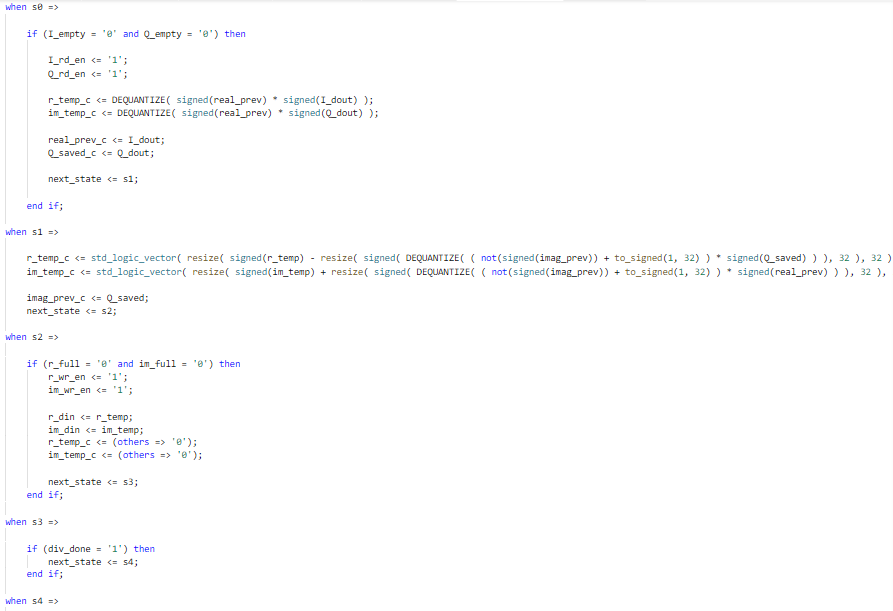 when s0 =>
if (I_empty = '0' and Q_empty = '0') then
I_rd_en <= '1';
Q_rd_en <= '1';
r_temp_c <= DEQUANTIZE( signed(real_prev) * signed(I_dout) );
im_temp_c <= DEQUANTIZE( signed(real_prev) * signed(Q_dout) );
real_prev_c <= I_dout;
Q_saved_c <= Q_dout;
next_state <= s1;
end if;
when s1 =>
r_temp_c <= std_logic_vector( resize( signed(r_temp) - resize( signed( DEQUANTIZE( ( not(signed(imag_prev)) + to_signed(1, 32) ) * signed(Q_saved) ) ), 32 ), 32 )
im_temp_c <= std_logic_vector( resize( signed(im_temp) + resize( signed( DEQUANTIZE( ( not(signed(imag_prev)) + to_signed(1, 32) ) * signed(real_prev) ) ), 32 ),
imag_prev_c <= Q_saved;
next_state <= s2;
when s2 =>
if (r_full = '0' and im_full = '0') then
r_wr_en <= '1';
im_wr_en <= '1';
r_din <= r_temp;
im_din <= im_temp;
r_temp_c <= (others => '0');
im_temp_c <= (others => '0');
next_state <= s3;
end if;
when s3 =>
if (div_done = '1') then
next_state <= s4;
end if;
when s4 =>